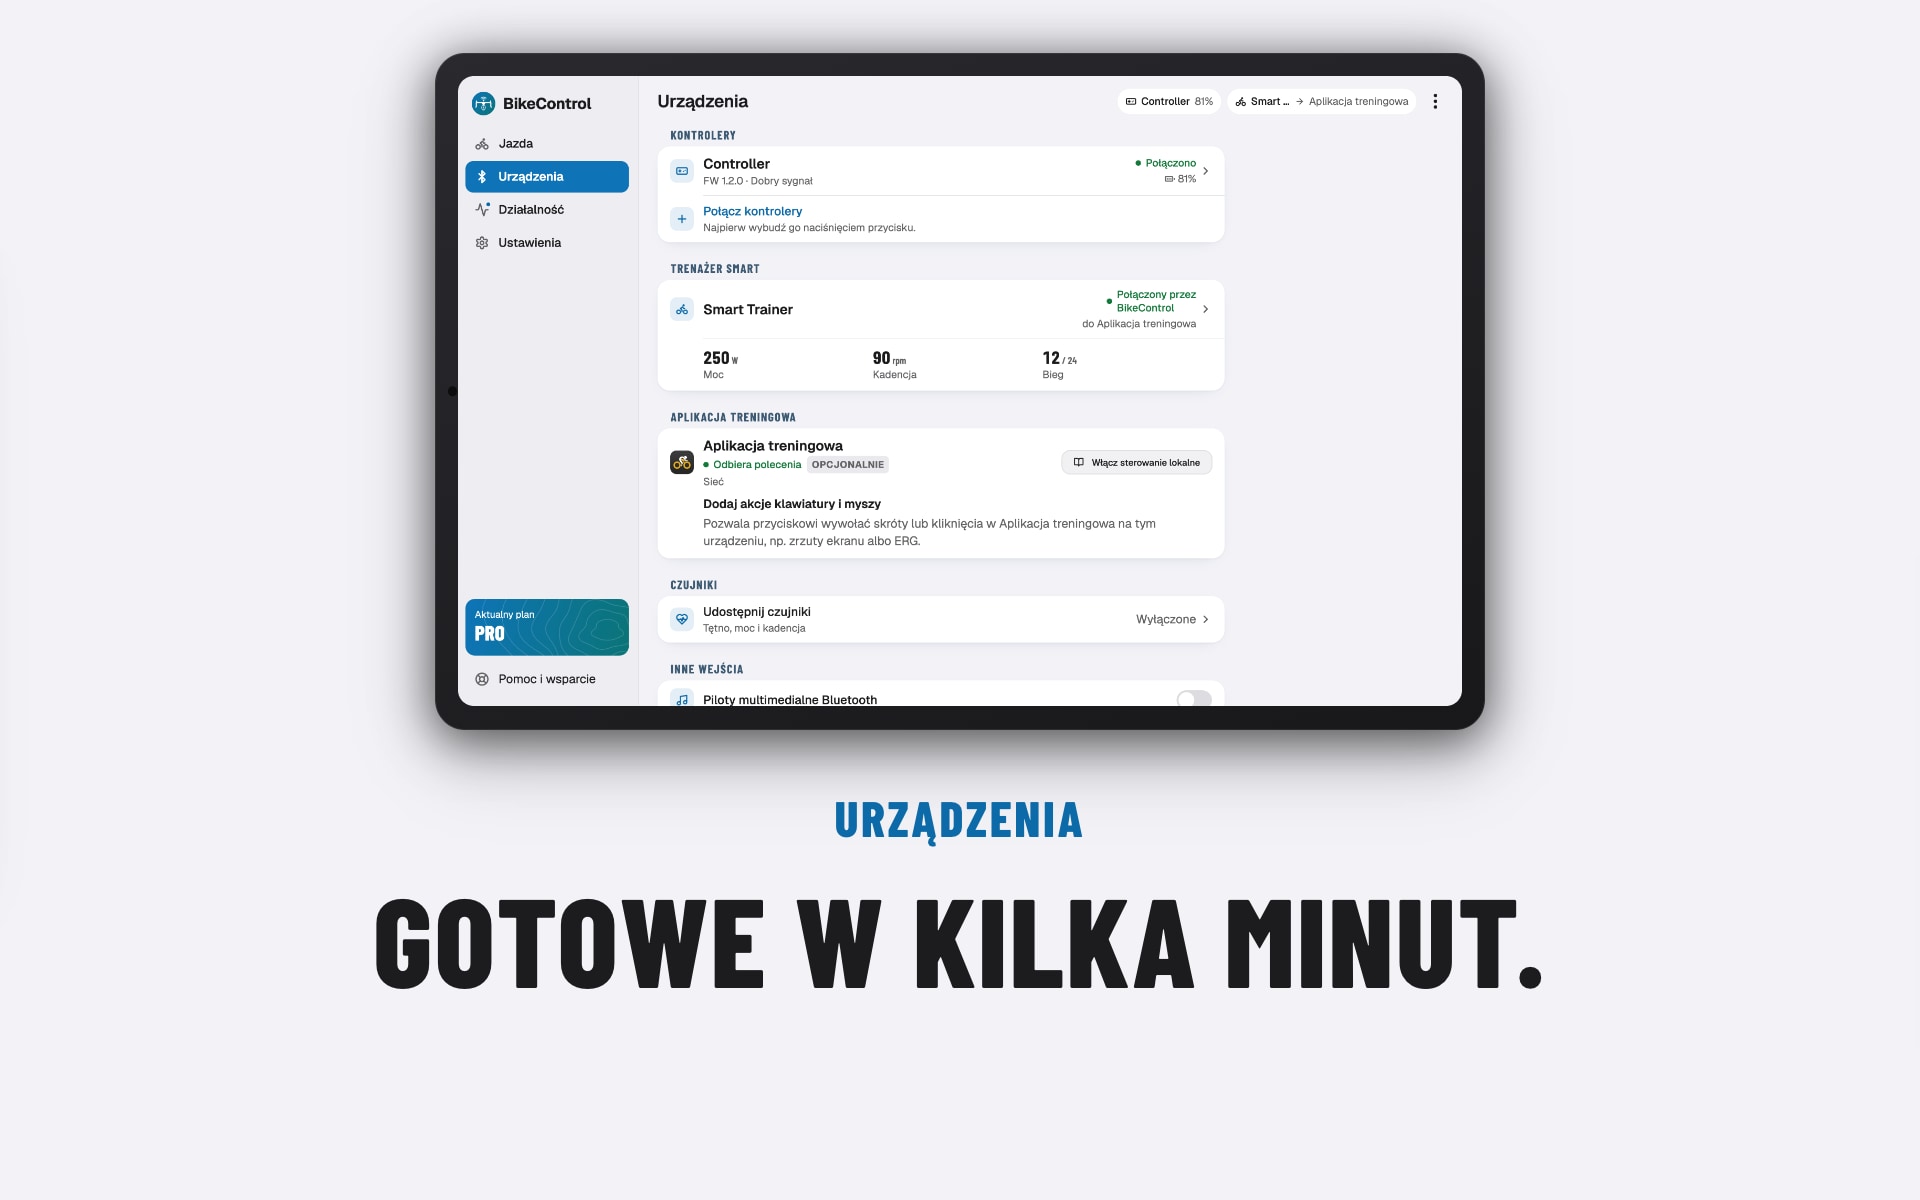 BikeControl
Jazda
Urządzenia
Działalność
Ustawienia
Aktualny plan
PRO
Pomoc i wsparcie
Urządzenia
Controller 81%
Smart ... → Aplikacja treningowa
KONTROLERY
Controller
FW 1.2.0 · Dobry sygnał
Połączono
81%
Połącz kontrolery
Najpierw wybudź go naciśnięciem przycisku.
TRENAŻER SMART
Smart Trainer
Połączony przez
BikeControl
do Aplikacja treningowa
250 W
Moc
90 rpm
Kadencja
12 / 24
Bieg
APLIKACJA TRENINGOWA
Aplikacja treningowa
Odbiera polecenia OPCJONALNIE
Sieć
Włącz sterowanie lokalne
Dodaj akcje klawiatury i myszy
Pozwala przyciskowi wywołać skróty lub kliknięcia w Aplikacja treningowa na tym
urządzeniu, np. zrzuty ekranu albo ERG.
CZUJNIKI
Udostępnij czujniki
Tętno, moc i kadencja
Wyłączone
INNE WEJŚCIA
Piloty multimedialne Bluetooth
URZĄDZENIA
GOTOWE W KILKA MINUT.